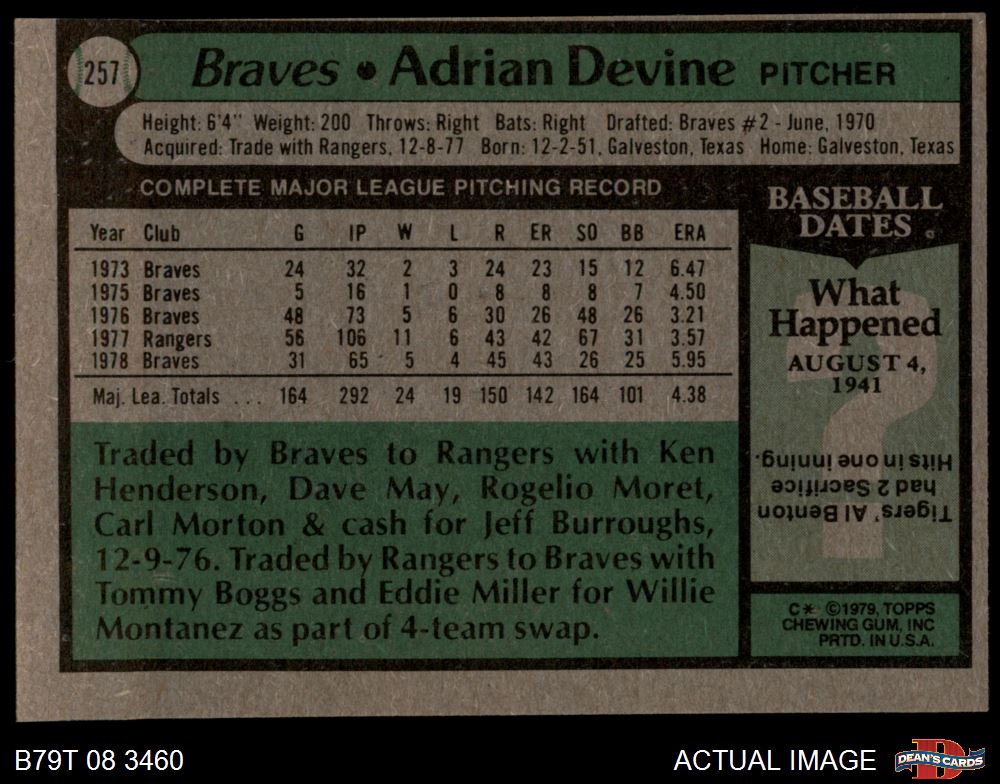 257
Braves • Adrian Devine PITCHER
Height: 6'4" Weight: 200 Throws: Right Bats: Right Drafted: Braves #2 - June, 1970
Acquired: Trade with Rangers, 12-8-77 Born: 12-2-51, Galveston, Texas Home: Galveston, Texas
COMPLETE MAJOR LEAGUE PITCHING RECORD
Year Club G IP W L R ER SO BB ERA
1973 Braves 24 32 2 3 24 23 15 12 6.47
1975 Braves 5 16 1 0 8 8 8 7 4.50
1976 Braves 48 73 5 6 30 26 48 26 3.21
1977 Rangers 56 106 11 6 43 42 67 31 3.57
1978 Braves 31 65 5 4 45 43 26 25 5.95
Maj. Lea. Totals ... 164 292 24 19 150 142 164 101 4.38
Traded by Braves to Rangers with Ken
Henderson, Dave May, Rogelio Moret,
Carl Morton & cash for Jeff Burroughs,
12-9-76. Traded by Rangers to Braves with
Tommy Boggs and Eddie Miller for Willie
Montanez as part of 4-team swap.
BASEBALL
DATES
What
Happened
AUGUST 4,
1941
Tigers' Al Benton
had 2 Sacrifice
Hits in one inning.
C* ©1979, TOPPS
CHEWING GUM, INC
PRTD. IN U.S.A.
B79T 08 3460
ACTUAL IMAGE
D
DEAN'S CARDS